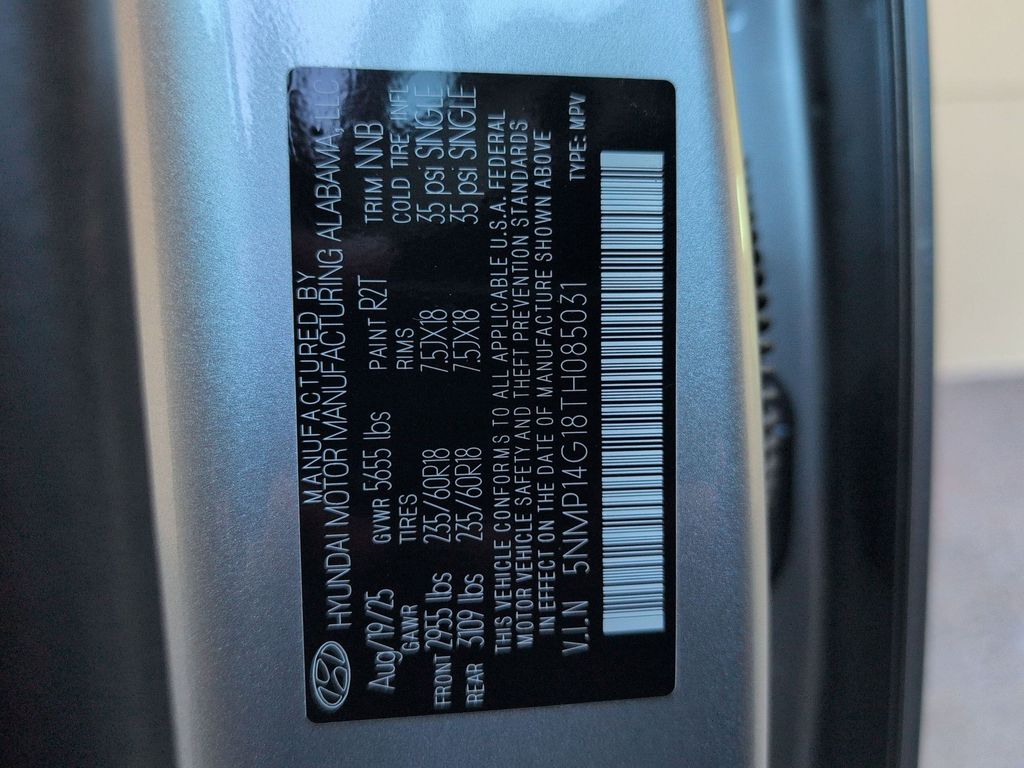 MANUFACTURED BY
HYUNDAI MOTOR MANUFACTURING ALABAMA, LLC
Aug/19/25 GVWR 5655 lbs PAINT R2T TRIM NNB
GAWR TIRES RIMS COLD TIRE INFL
FRONT 2955 lbs 235/60R18 7.5JX18 35 psi SINGLE
REAR 3109 lbs 235/60R18 7.5JX18 35 psi SINGLE
THIS VEHICLE CONFORMS TO ALL APPLICABLE U.S.A. FEDERAL
MOTOR VEHICLE SAFETY AND THEFT PREVENTION STANDARDS
IN EFFECT ON THE DATE OF MANUFACTURE SHOWN ABOVE
V.I.N 5NMP14G18TH085031 TYPE: MPV